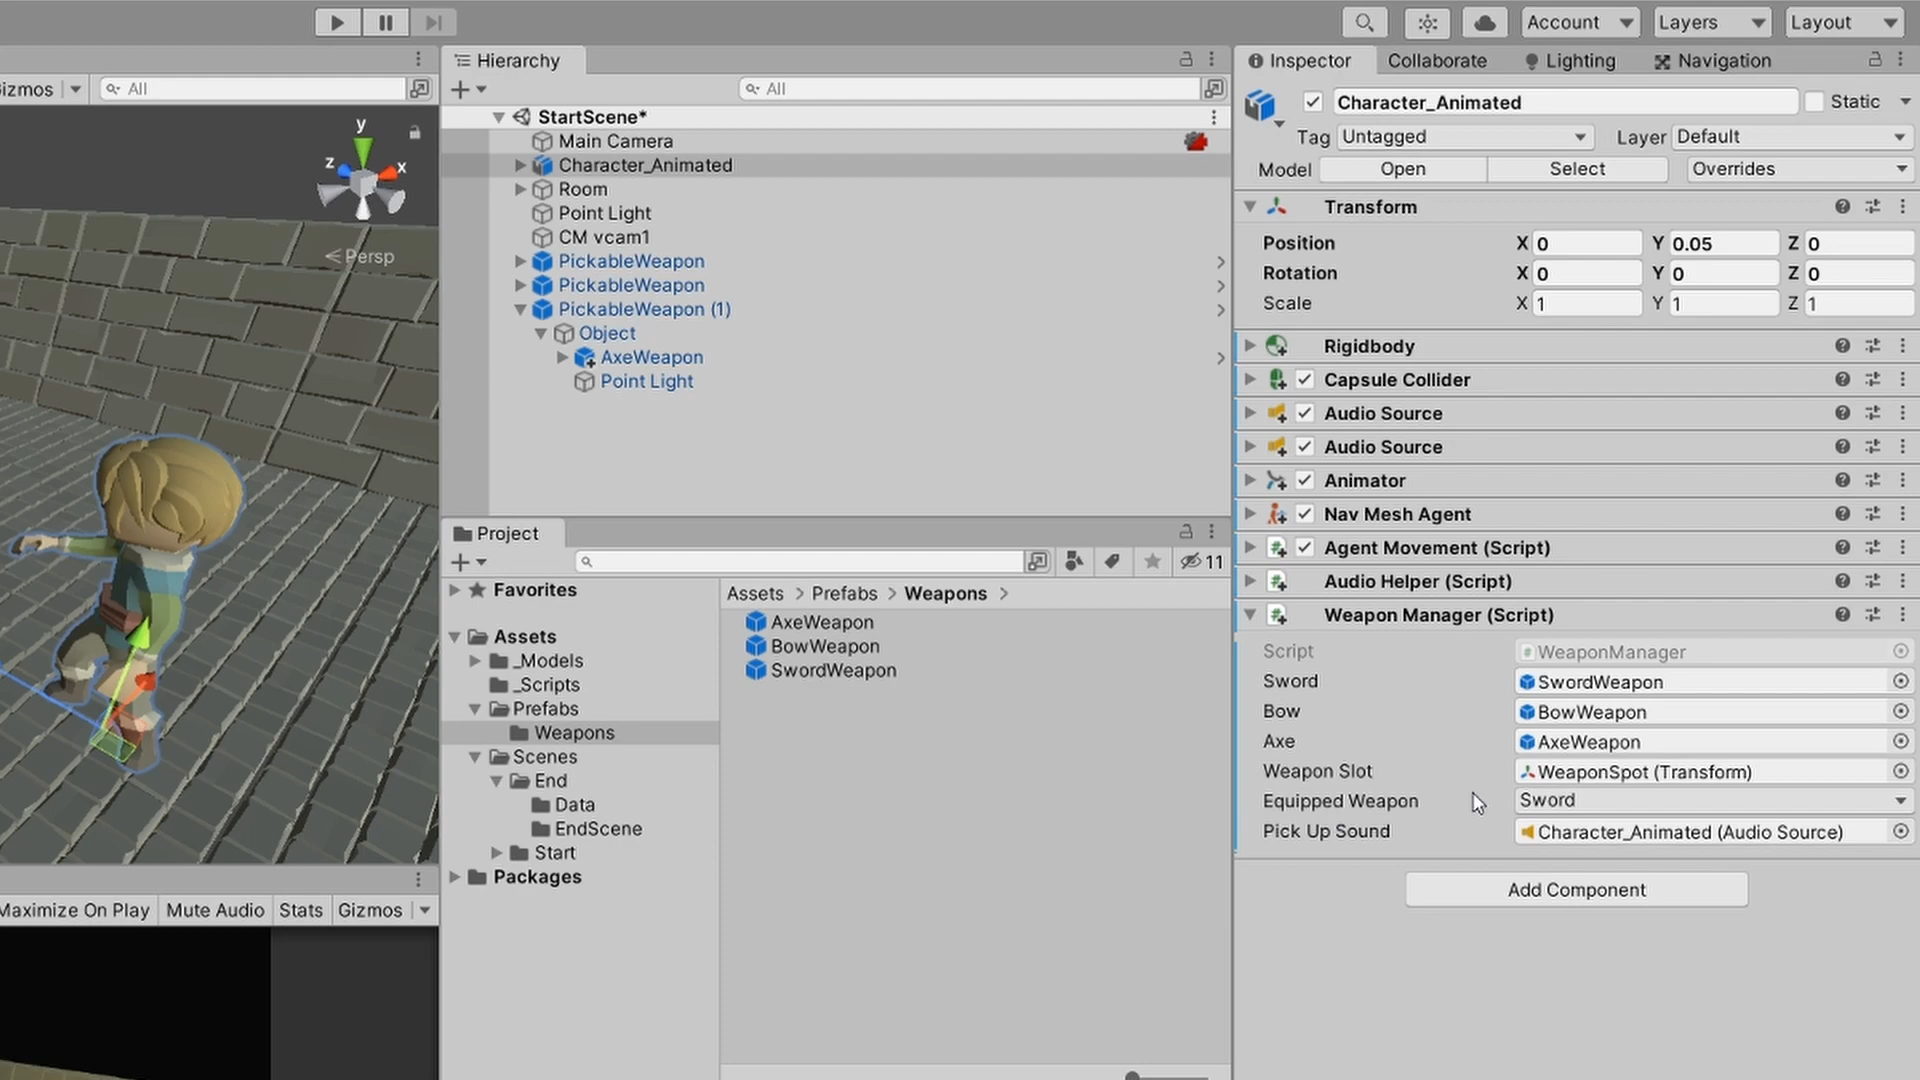 Account Layers Layout
Hierarchy
Inspector Collaborate Lighting Navigation
izmos All
All
StartScene*
Main Camera
Character_Animated
Room
Point Light
CM vcam1
PickableWeapon
PickableWeapon
PickableWeapon (1)
Object
AxeWeapon
Point Light
y
z
x
Persp
Character_Animated Static
Tag Untagged Layer Default
Model Open Select Overrides
Transform
Position X 0 Y 0.05 Z 0
Rotation X 0 Y 0 Z 0
Scale X 1 Y 1 Z 1
Rigidbody
Capsule Collider
Audio Source
Audio Source
Animator
Nav Mesh Agent
Agent Movement (Script)
Audio Helper (Script)
Weapon Manager (Script)
Script WeaponManager
Sword SwordWeapon
Bow BowWeapon
Axe AxeWeapon
Weapon Slot WeaponSpot (Transform)
Equipped Weapon Sword
Pick Up Sound Character_Animated (Audio Source)
Add Component
Project
11
Favorites
Assets
_Models
_Scripts
Prefabs
Weapons
Scenes
End
Data
EndScene
Start
Packages
Assets > Prefabs > Weapons >
AxeWeapon
BowWeapon
SwordWeapon
Maximize On Play Mute Audio Stats Gizmos